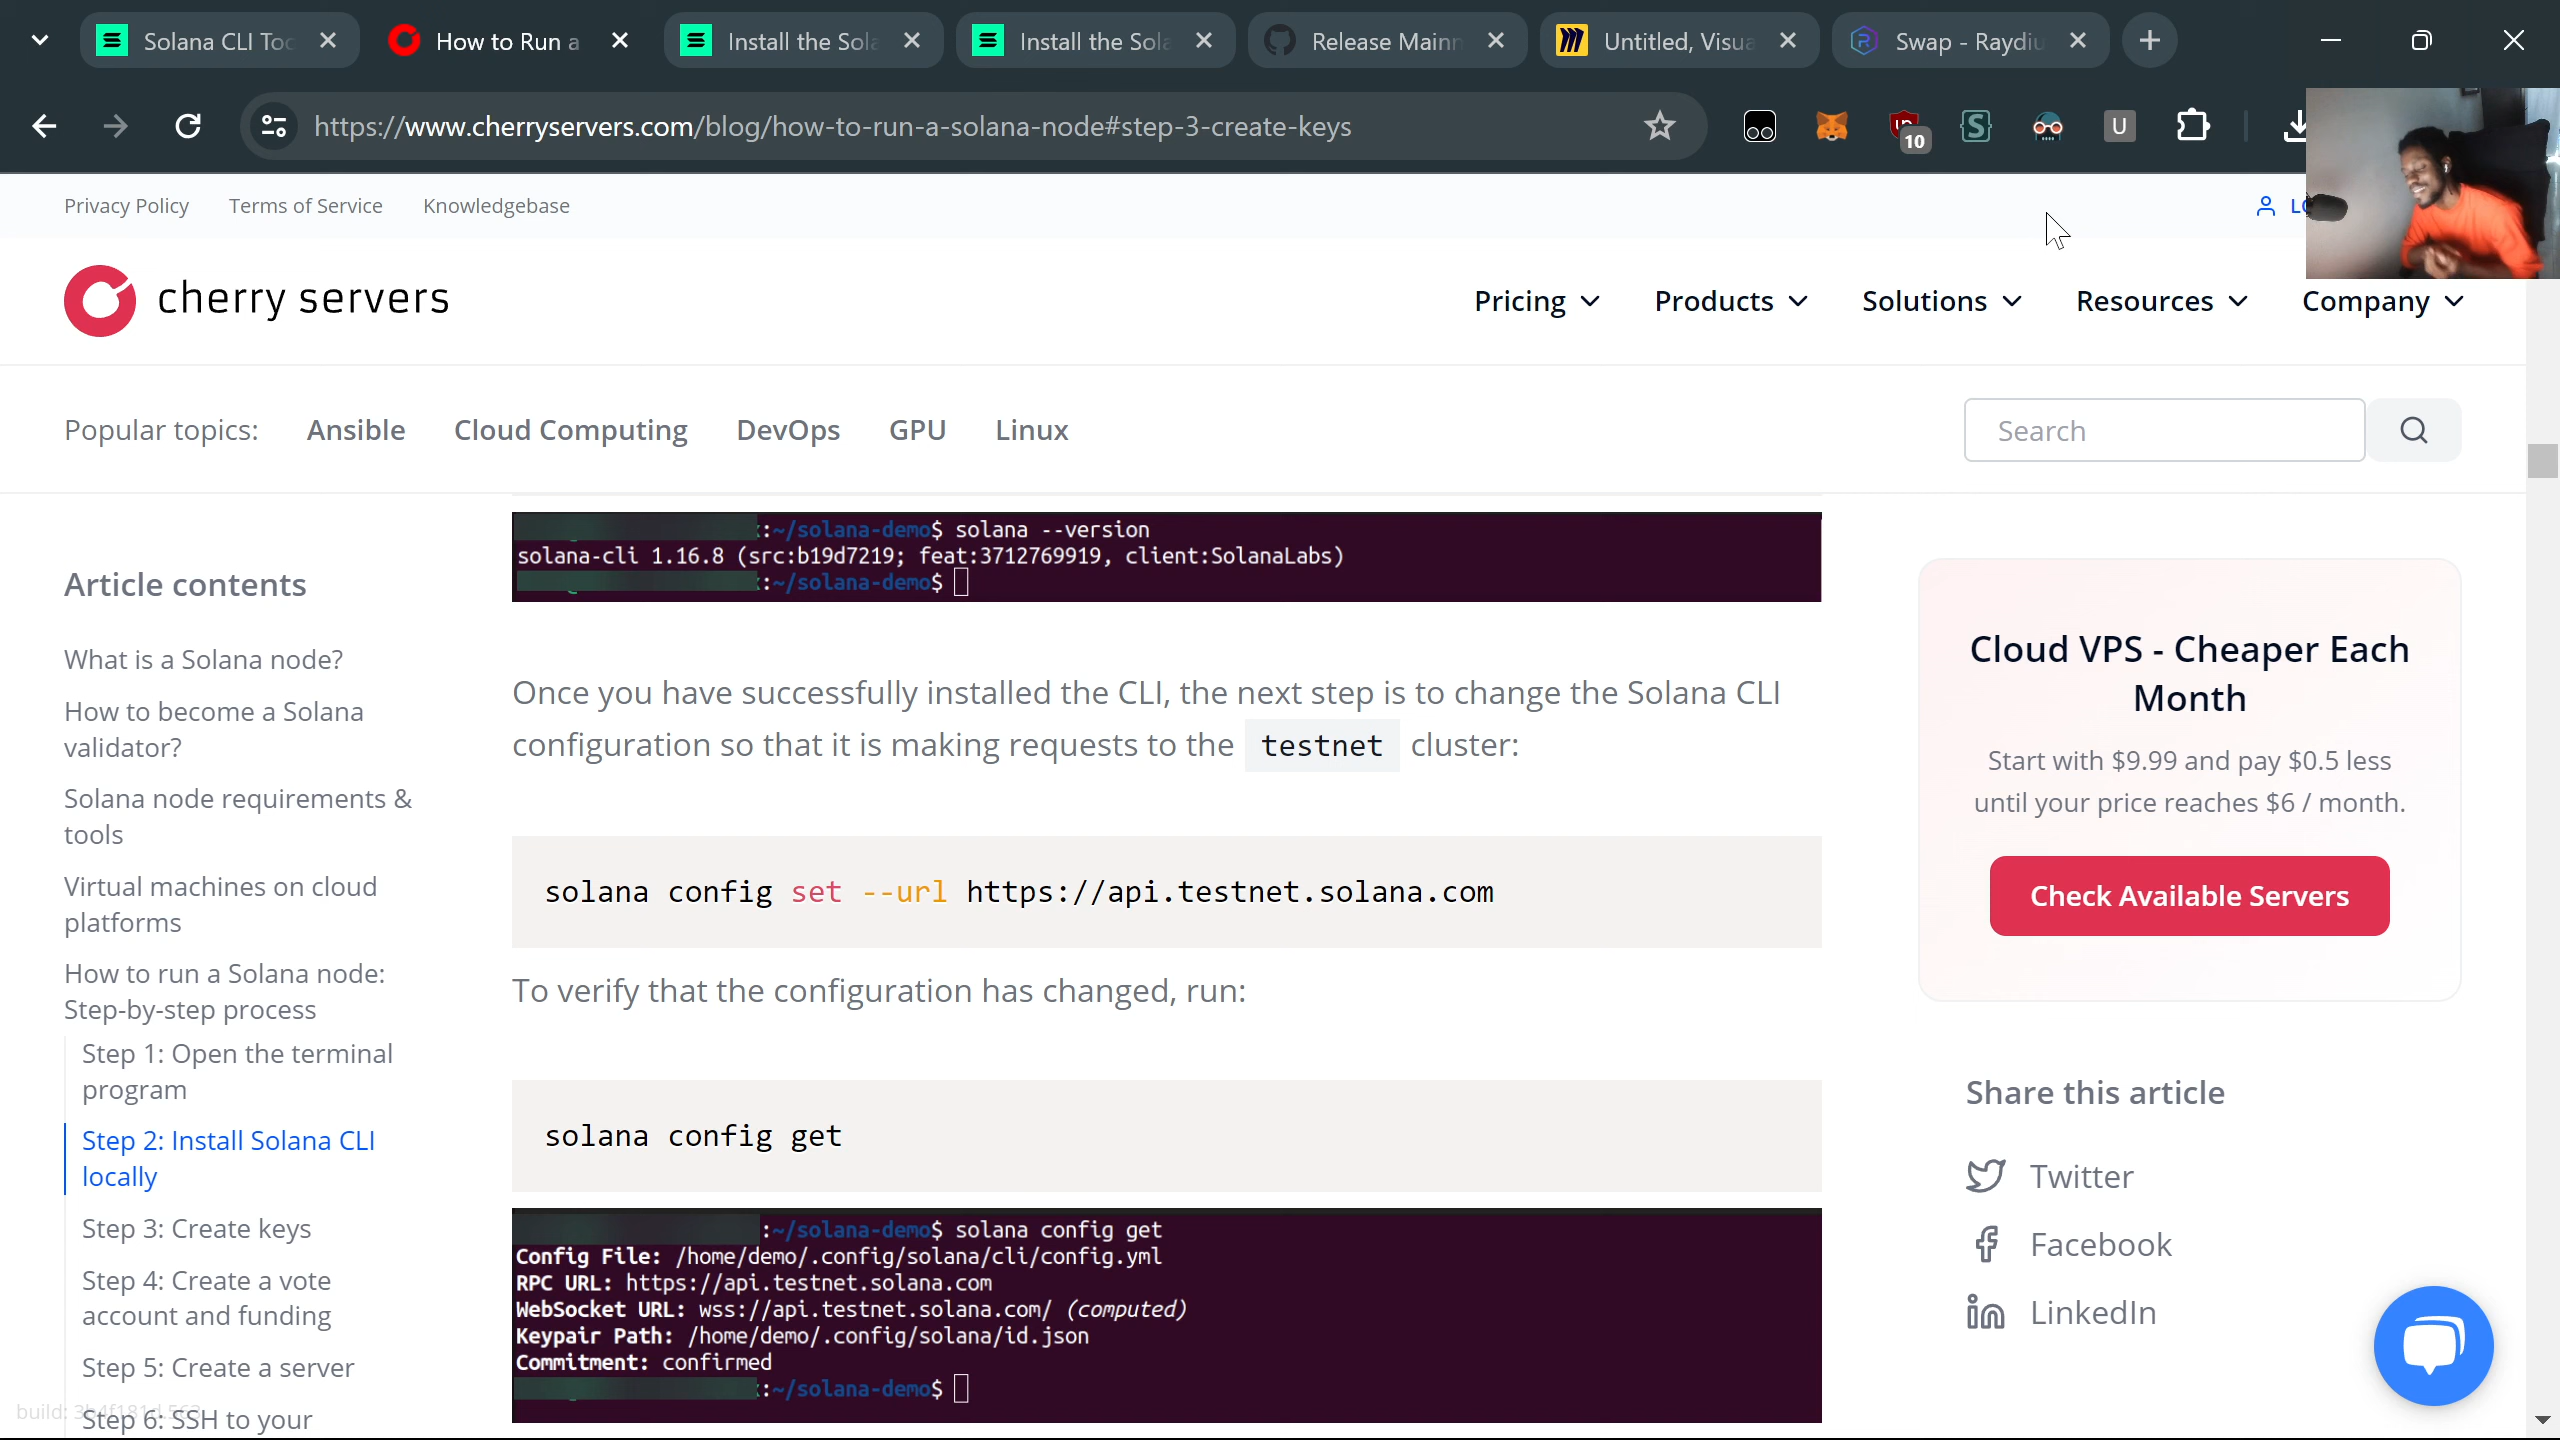 Solana CLI Too
How to Run a
Install the Sola
Install the Sola
Release Mainn
Untitled, Visua
Swap - Raydiu
https://www.cherryservers.com/blog/how-to-run-a-solana-node#step-3-create-keys
10
U
Privacy Policy
Terms of Service
Knowledgebase
cherry servers
Pricing
Products
Solutions
Resources
Company
Popular topics:
Ansible
Cloud Computing
DevOps
GPU
Linux
Search
Article contents
What is a Solana node?
How to become a Solana
validator?
Solana node requirements &
tools
Virtual machines on cloud
platforms
How to run a Solana node:
Step-by-step process
Step 1: Open the terminal
program
Step 2: Install Solana CLI
locally
Step 3: Create keys
Step 4: Create a vote
account and funding
Step 5: Create a server
Step 6: SSH to your
:~/solana-demo$ solana --version
solana-cli 1.16.8 (src:b19d7219; feat:3712769919, client:SolanaLabs)
:~/solana-demo$
Once you have successfully installed the CLI, the next step is to change the Solana CLI
configuration so that it is making requests to the testnet cluster:
solana config set --url https://api.testnet.solana.com
To verify that the configuration has changed, run:
solana config get
:~/solana-demo$ solana config get
Config File: /home/demo/.config/solana/cli/config.yml
RPC URL: https://api.testnet.solana.com
WebSocket URL: wss://api.testnet.solana.com/ (computed)
Keypair Path: /home/demo/.config/solana/id.json
Commitment: confirmed
:~/solana-demo$
Cloud VPS - Cheaper Each
Month
Start with $9.99 and pay $0.5 less
until your price reaches $6 / month.
Check Available Servers
Share this article
Twitter
Facebook
LinkedIn
build: